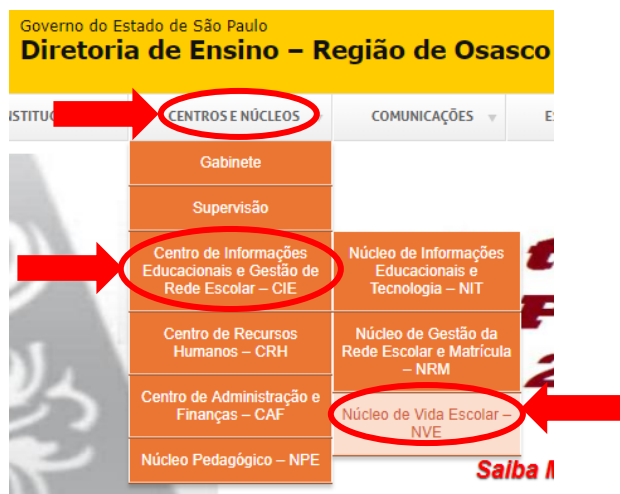 Governo do Estado de São Paulo
Diretoria de Ensino – Região de Osasco
CENTROS E NÚCLEOS
COMUNICAÇÕES
Gabinete
Supervisão
Centro de Informações
Educacionais e Gestão de
Rede Escolar – CIE
Núcleo de Informações
Educacionais e
Tecnologia – NIT
Centro de Recursos
Humanos – CRH
Núcleo de Gestão da
Rede Escolar e Matrícula
– NRM
Centro de Administração e
Finanças – CAF
Núcleo de Vida Escolar –
NVE
Núcleo Pedagógico – NPE
Saiba